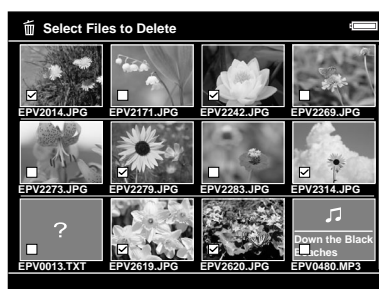 Select Files to Delete
EPV2014.JPG EPV2171.JPG EPV2242.JPG EPV2269.JPG
EPV2273.JPG EPV2279.JPG EPV2283.JPG EPV2314.JPG
?
Down the Black
EPV0013.TXT EPV2619.JPG EPV2620.JPG EPV0480.MP3